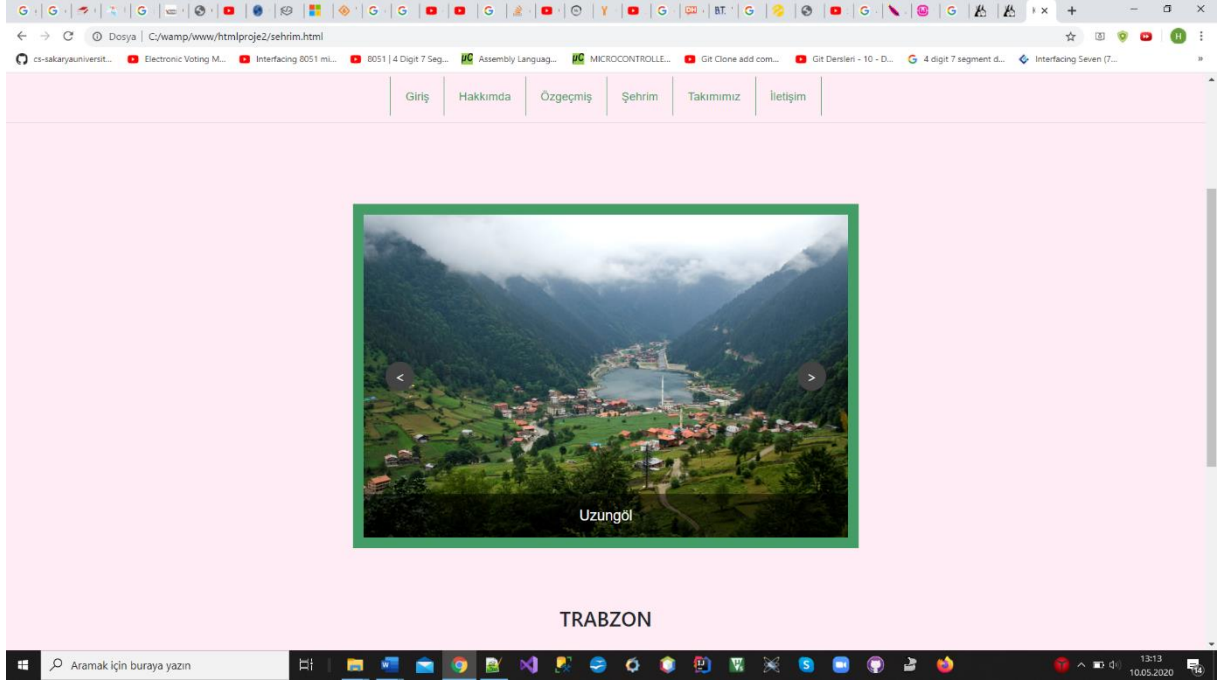 Dosya | C:/wamp/www/htmlproje2/sehrim.html
cs-sakaryauniversit... Electronic Voting M... Interfacing 8051 mi... 8051 | 4 Digit 7 Seg... µC Assembly Languag... µC MICROCONTROLLE... Git Clone add com... Git Dersleri - 10 - D... 4 digit 7 segment d... Interfacing Seven (7... »
Giriş Hakkımda Özgeçmiş Şehrim Takımımız İletişim
< >
Uzungöl
TRABZON
Aramak için buraya yazın
13:13
10.05.2020